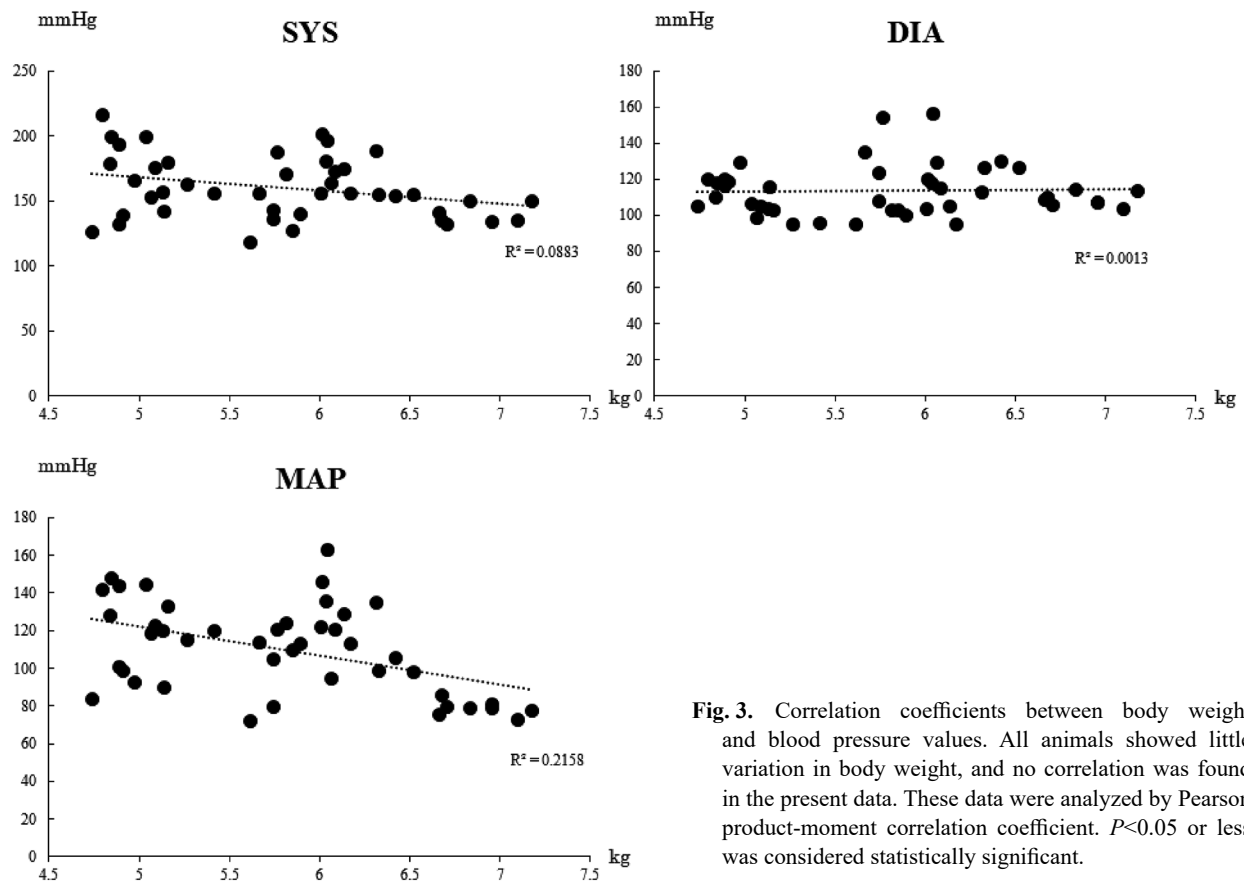 mmHg
SYS
250
200
150
100
50
0
4.5 5 5.5 6 6.5 7 7.5
kg
R² = 0.0883
mmHg
DIA
180
160
140
120
100
80
60
40
20
0
4.5 5 5.5 6 6.5 7 7.5
kg
R² = 0.0013
mmHg
MAP
180
160
140
120
100
80
60
40
20
0
4.5 5 5.5 6 6.5 7 7.5
kg
R² = 0.2158
Fig. 3. Correlation coefficients between body weigh
and blood pressure values. All animals showed little
variation in body weight, and no correlation was found
in the present data. These data were analyzed by Pearson
product-moment correlation coefficient. P<0.05 or less
was considered statistically significant.